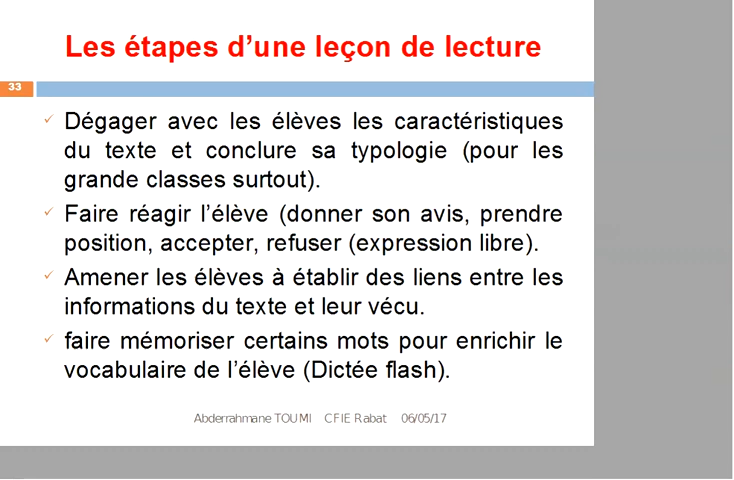 Les étapes d’une leçon de lecture
33
✓ Dégager avec les élèves les caractéristiques
du texte et conclure sa typologie (pour les
grande classes surtout).
✓ Faire réagir l’élève (donner son avis, prendre
position, accepter, refuser (expression libre).
✓ Amener les élèves à établir des liens entre les
informations du texte et leur vécu.
✓ faire mémoriser certains mots pour enrichir le
vocabulaire de l’élève (Dictée flash).
Abderrahmane TOUMI CFIE Rabat 06/05/17